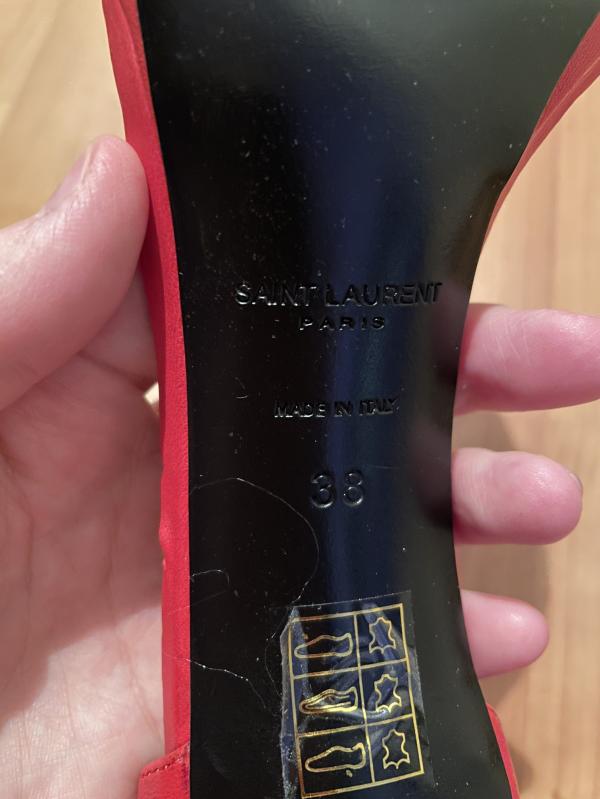 SAINT LAURENT
PARIS
MADE IN ITALY
38